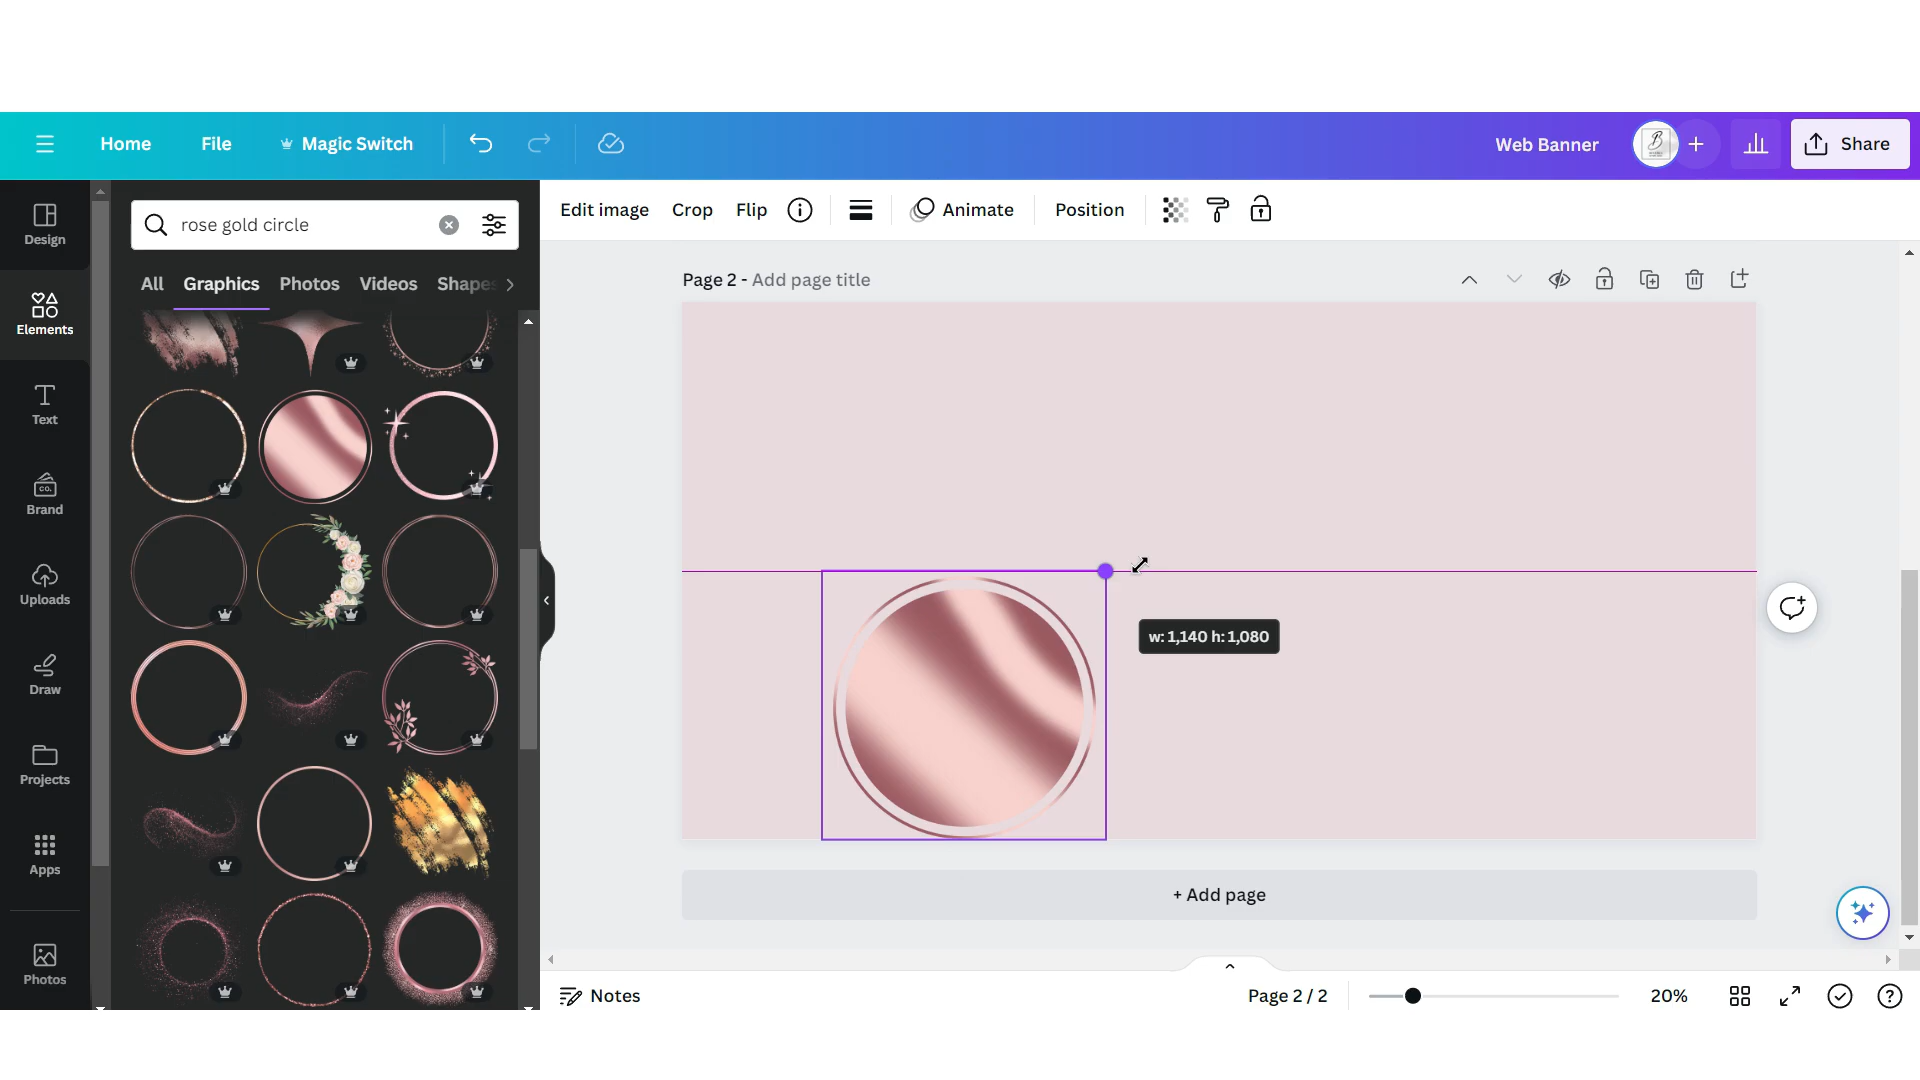 Home File Magic Switch Web Banner Share
Design
Elements
Text
Brand
CO.
Uploads
Draw
Projects
Apps
Photos
rose gold circle
All Graphics Photos Videos Shapes
Edit image Crop Flip Animate Position
Page 2 - Add page title
w: 1,140 h: 1,080
+ Add page
Notes
Page 2 / 2
20%